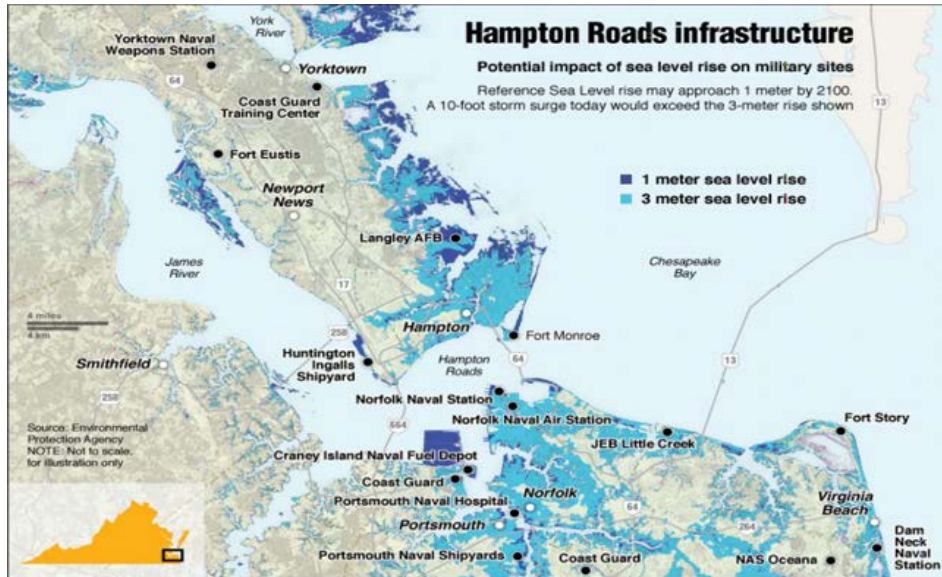 Hampton Roads infrastructure
Potential impact of sea level rise on military sites
Reference Sea Level rise may approach 1 meter by 2100.
A 10-foot storm surge today would exceed the 3-meter rise shown
1 meter sea level rise
3 meter sea level rise
York
River
Yorktown Naval
Weapons Station
64
Yorktown
Coast Guard
Training Center
13
Fort Eustis
Newport
News
Langley AFB
James
River
Chesapeake
Bay
17
4 miles
4 km
258
Hampton
Fort Monroe
Smithfield
Huntington
Ingalls
Shipyard
Hampton
Roads
64
13
258
Norfolk Naval Station
Norfolk Naval Air Station
Fort Story
JEB Little Creek
664
Source: Environmental
Protection Agency
NOTE: Not to scale,
for illustration only
Craney Island Naval Fuel Depot
Coast Guard
Portsmouth Naval Hospital
Norfolk
64
Virginia
Beach
Portsmouth
264
Dam
Neck
Naval
Station
Portsmouth Naval Shipyards
Coast Guard
NAS Oceana